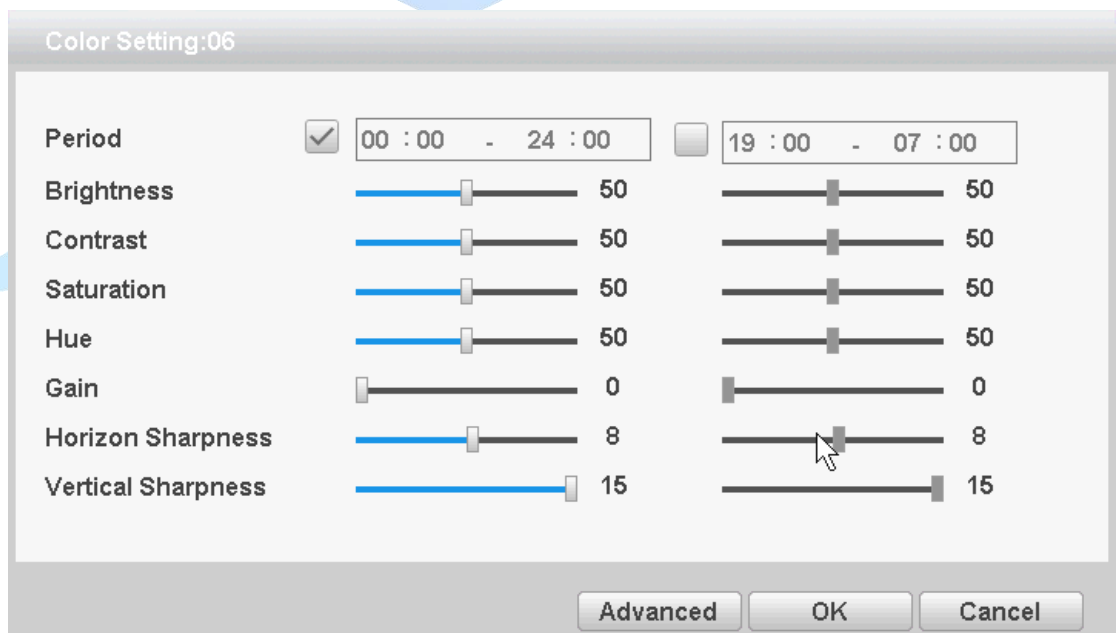 Color Setting:06
Period 00 :00 - 24 :00 19 :00 - 07 :00
Brightness 50 50
Contrast 50 50
Saturation 50 50
Hue 50 50
Gain 0 0
Horizon Sharpness 8 8
Vertical Sharpness 15 15
Advanced OK Cancel